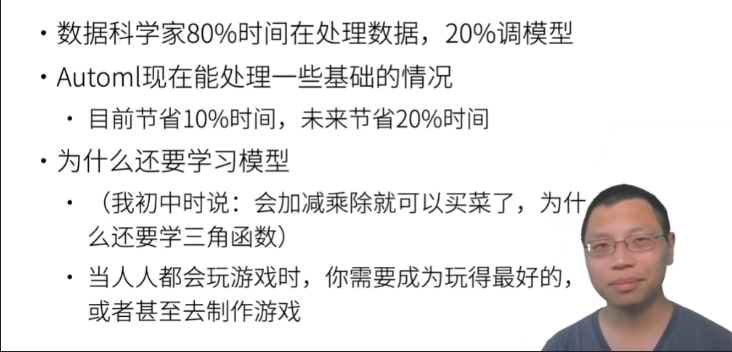 • 数据科学家80%时间在处理数据，20%调模型
• Automl现在能处理一些基础的情况
• 目前节省10%时间，未来节省20%时间
• 为什么还要学习模型
• （我初中时说：会加减乘除就可以买菜了，为什
么还要学三角函数）
• 当人人都会玩游戏时，你需要成为玩得最好的，
或者甚至去制作游戏